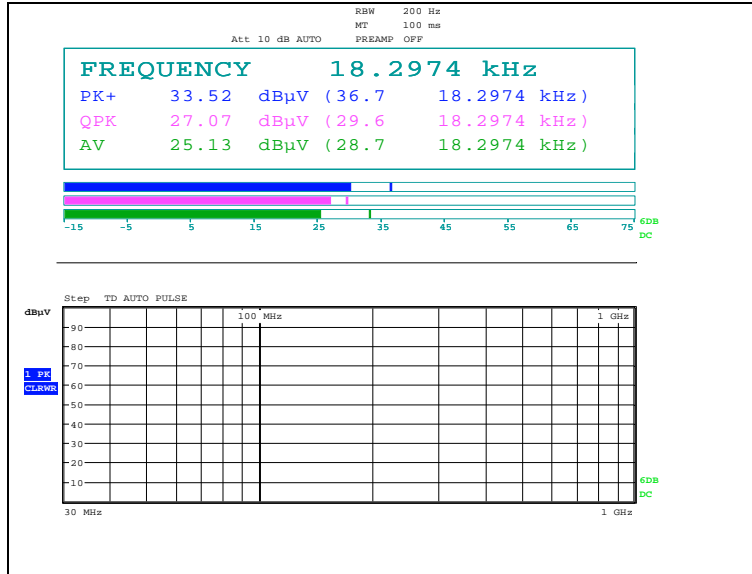 RBW 200 Hz
MT 100 ms
Att 10 dB AUTO PREAMP OFF
FREQUENCY 18.2974 kHz
PK+ 33.52 dBµV (36.7 18.2974 kHz)
QPK 27.07 dBµV (29.6 18.2974 kHz)
AV 25.13 dBµV (28.7 18.2974 kHz)
-15 -5 5 15 25 35 45 55 65 75
6DB
DC
Step TD AUTO PULSE
dBµV
100 MHz 1 GHz
90
80
70
1 PK
CLRWR
60
50
40
30
20
10
6DB
DC
30 MHz 1 GHz